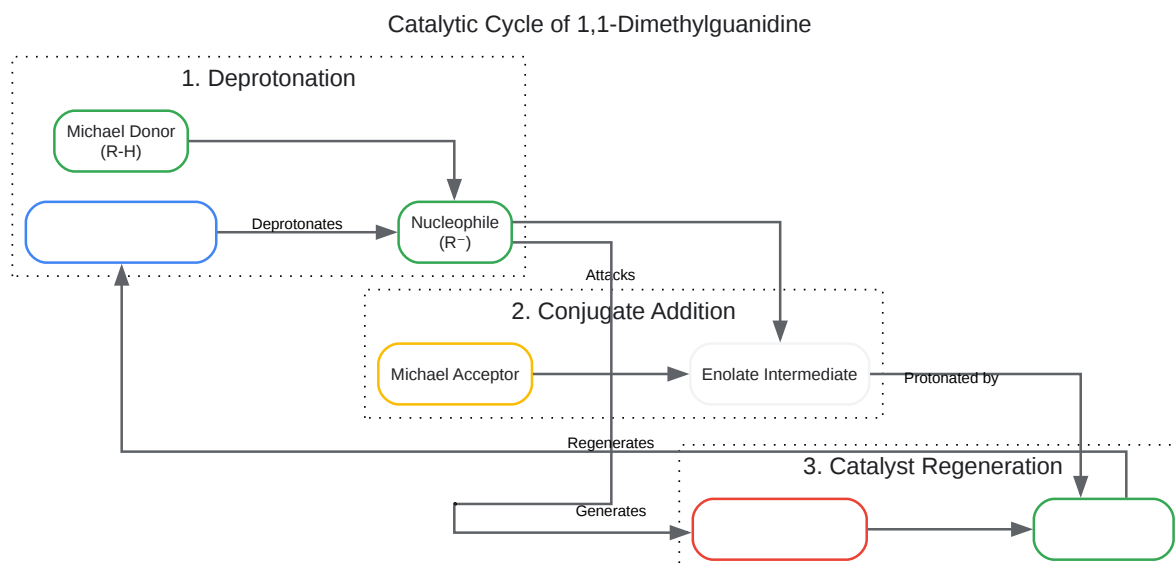 Catalytic Cycle of 1,1-Dimethylguanidine
1. Deprotonation
Michael Donor
(R-H)
Deprotonates
Nucleophile
(R⁻)
Attacks
2. Conjugate Addition
Michael Acceptor
Enolate Intermediate
Protonated by
Regenerates
3. Catalyst Regeneration
Generates